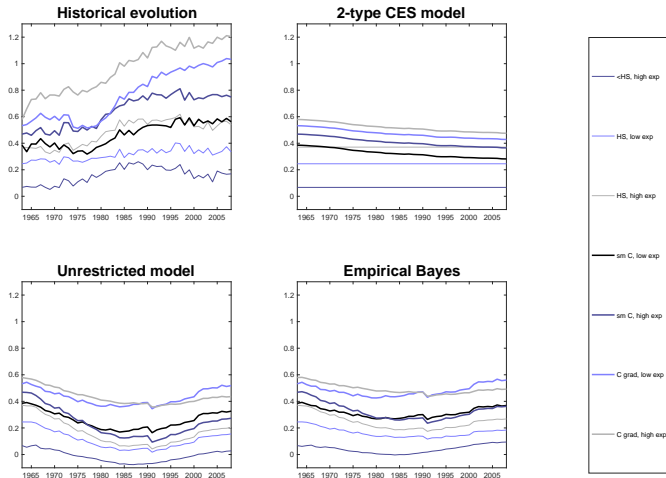 Historical evolution
1.2
1
0.8
0.6
0.4
0.2
0
1965 1970 1975 1980 1985 1990 1995 2000 2005
2-type CES model
1.2
1
0.8
0.6
0.4
0.2
0
1965 1970 1975 1980 1985 1990 1995 2000 2005
Unrestricted model
1.2
1
0.8
0.6
0.4
0.2
0
1965 1970 1975 1980 1985 1990 1995 2000 2005
Empirical Bayes
1.2
1
0.8
0.6
0.4
0.2
0
1965 1970 1975 1980 1985 1990 1995 2000 2005
<HS, high exp
HS, low exp
HS, high exp
sm C, low exp
sm C, high exp
C grad, low exp
C grad, high exp